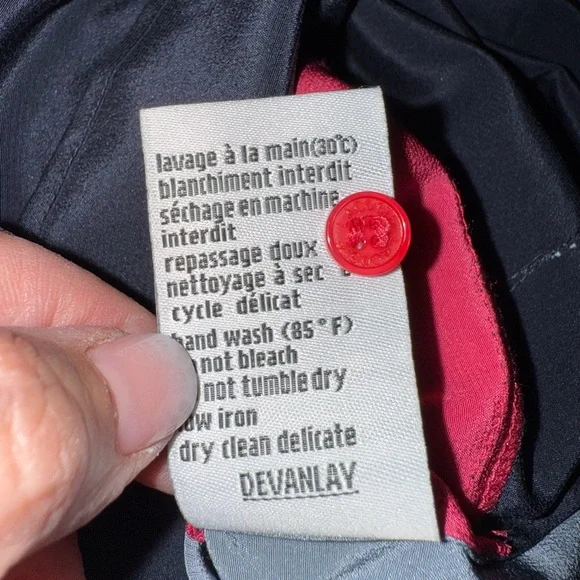 lavage à la main(30°c)
blanchiment interdit
séchage en machine
interdit
repassage doux
nettoyage à sec
cycle délicat
hand wash (85°F)
not bleach
not tumble dry
low iron
dry clean delicate
DEVANLAY